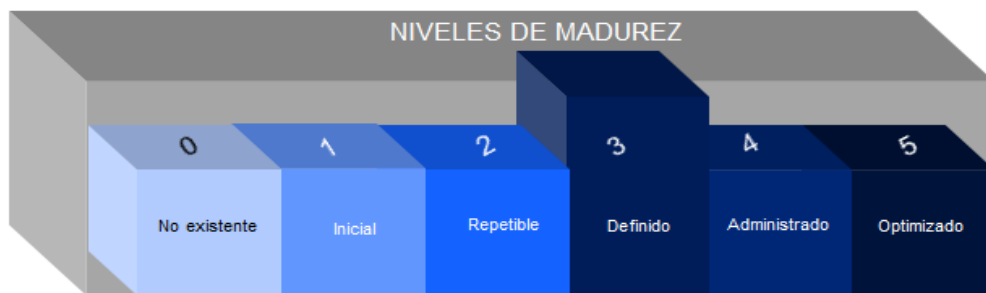 NIVELES DE MADUREZ
0 1 2 3 4 5
No existente Inicial Repetible Definido Administrado Optimizado